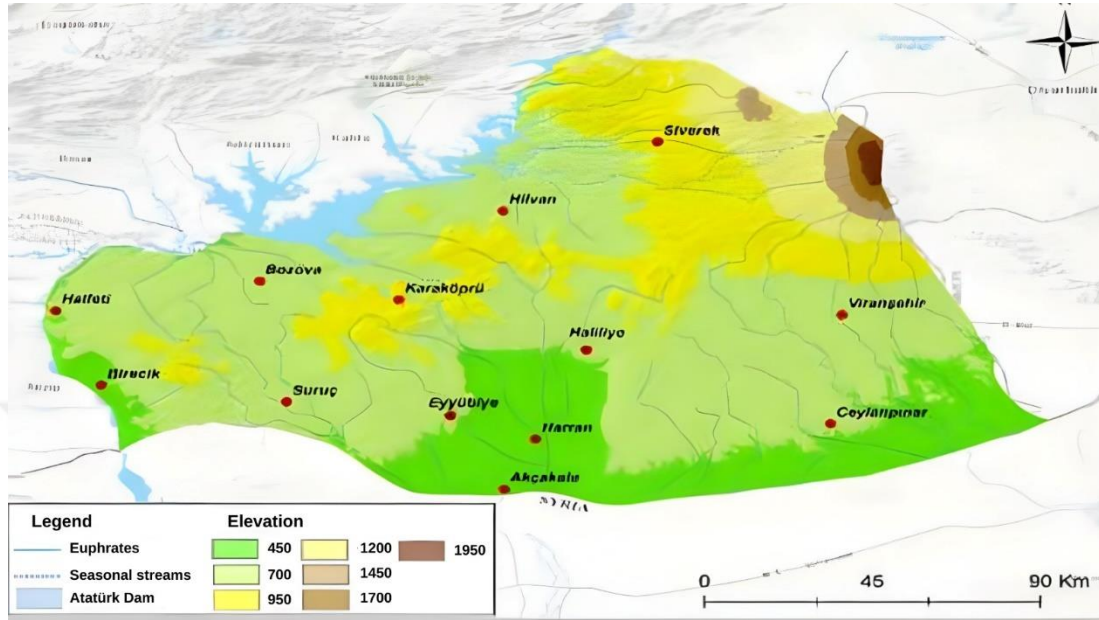 Siverek
Hilvan
Bozova
Karaköprü
Halfeti
Viranşehir
Haliliye
Birecik
Suruç
Eyyübiye
Ceylanpınar
Harran
Akçakale
SYRIA
Legend
Elevation
Euphrates
450
1200
1950
Seasonal streams
700
1450
Atatürk Dam
950
1700
0
45
90 Km